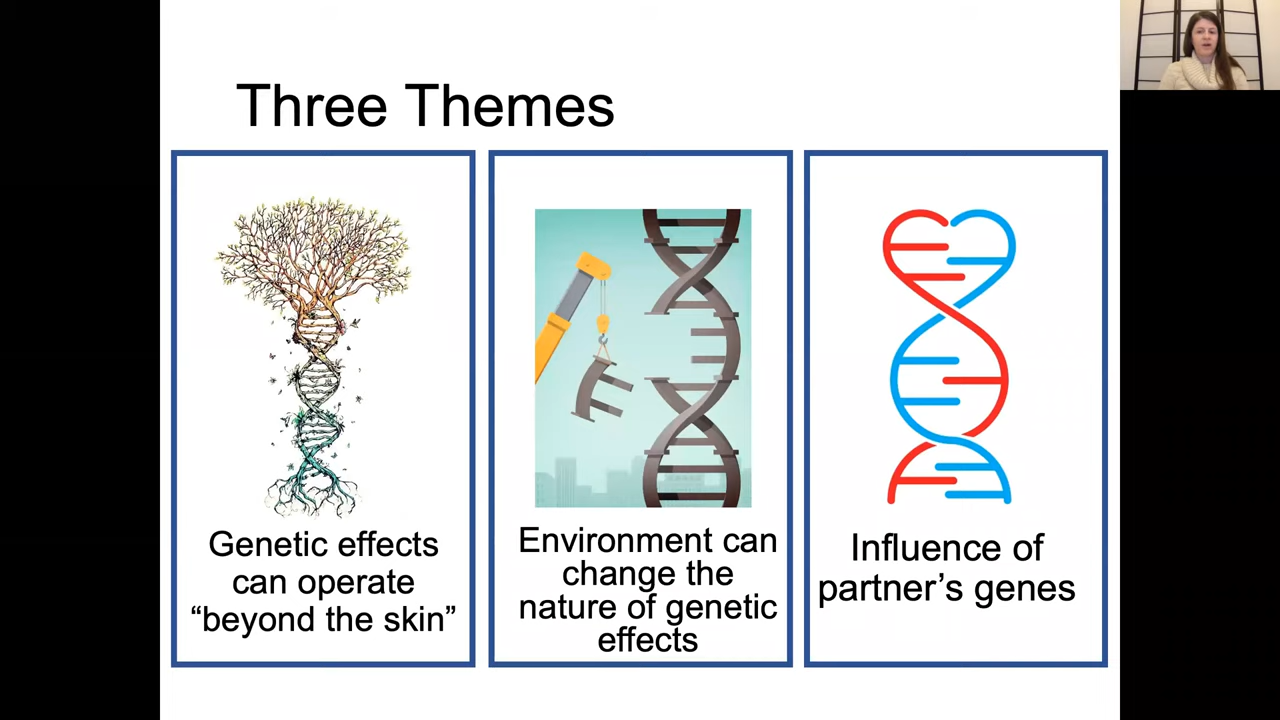 Three Themes
Genetic effects
can operate
“beyond the skin”
Environment can
change the
nature of genetic
effects
Influence of
partner’s genes